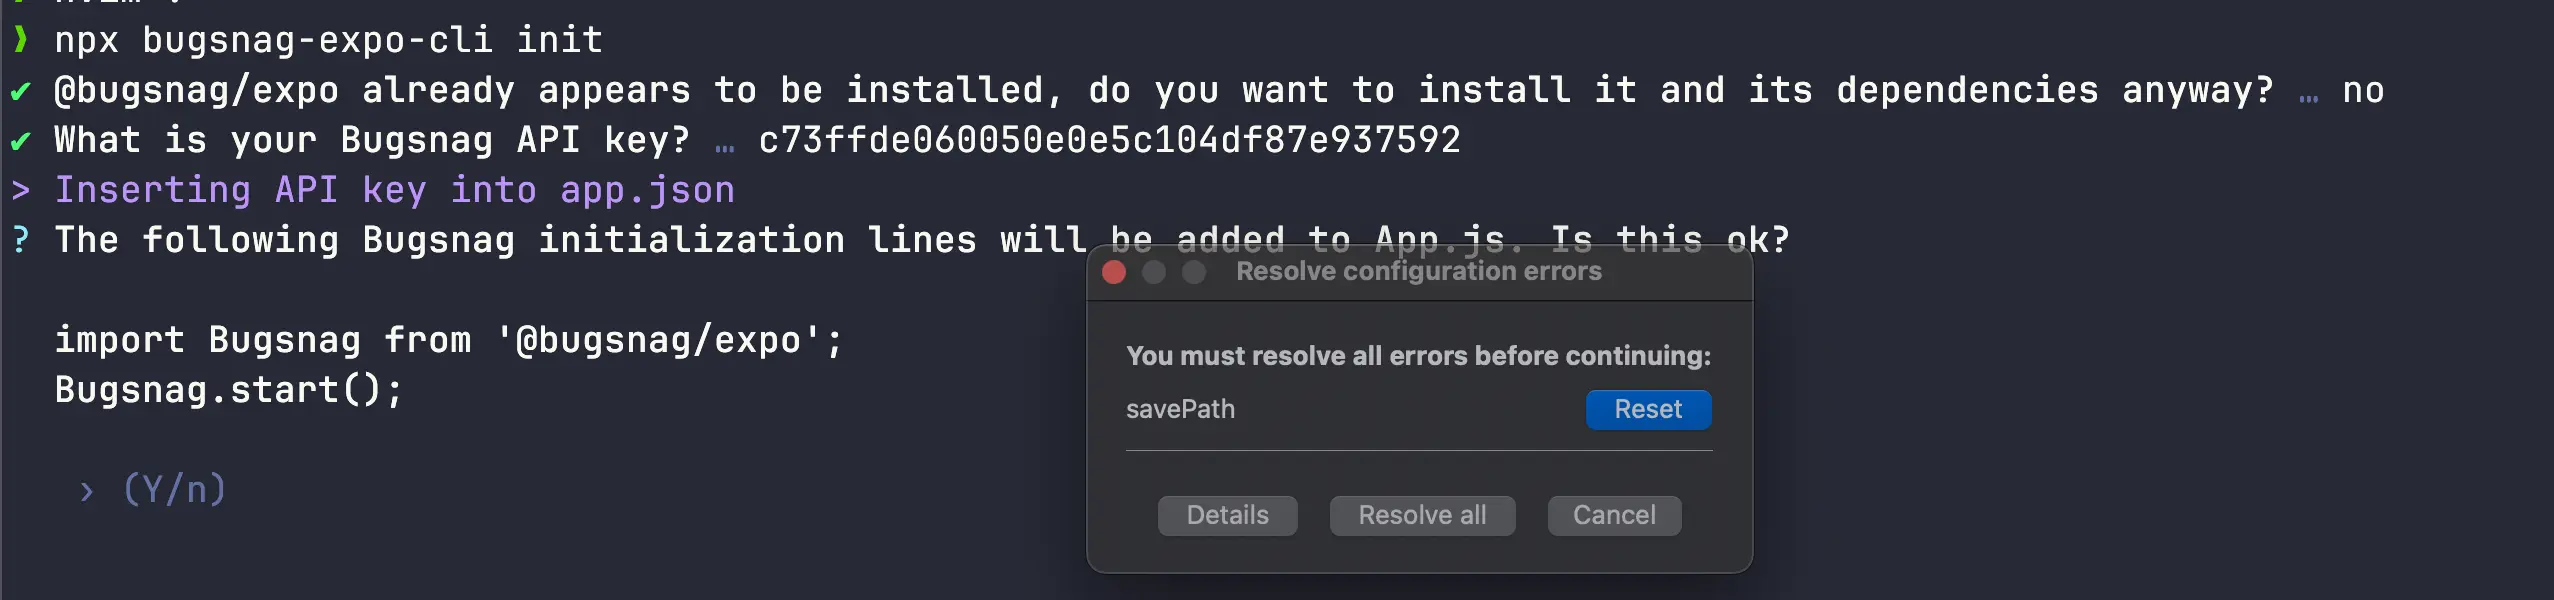 ❯ npx bugsnag-expo-cli init
✔ @bugsnag/expo already appears to be installed, do you want to install it and its dependencies anyway? … no
✔ What is your Bugsnag API key? … c73ffde060050e0e5c104df87e937592
> Inserting API key into app.json
? The following Bugsnag initialization lines will be added to App.js. Is this ok?
import Bugsnag from '@bugsnag/expo';
Bugsnag.start();
› (Y/n)
Resolve configuration errors
You must resolve all errors before continuing:
savePath Reset
Details Resolve all Cancel